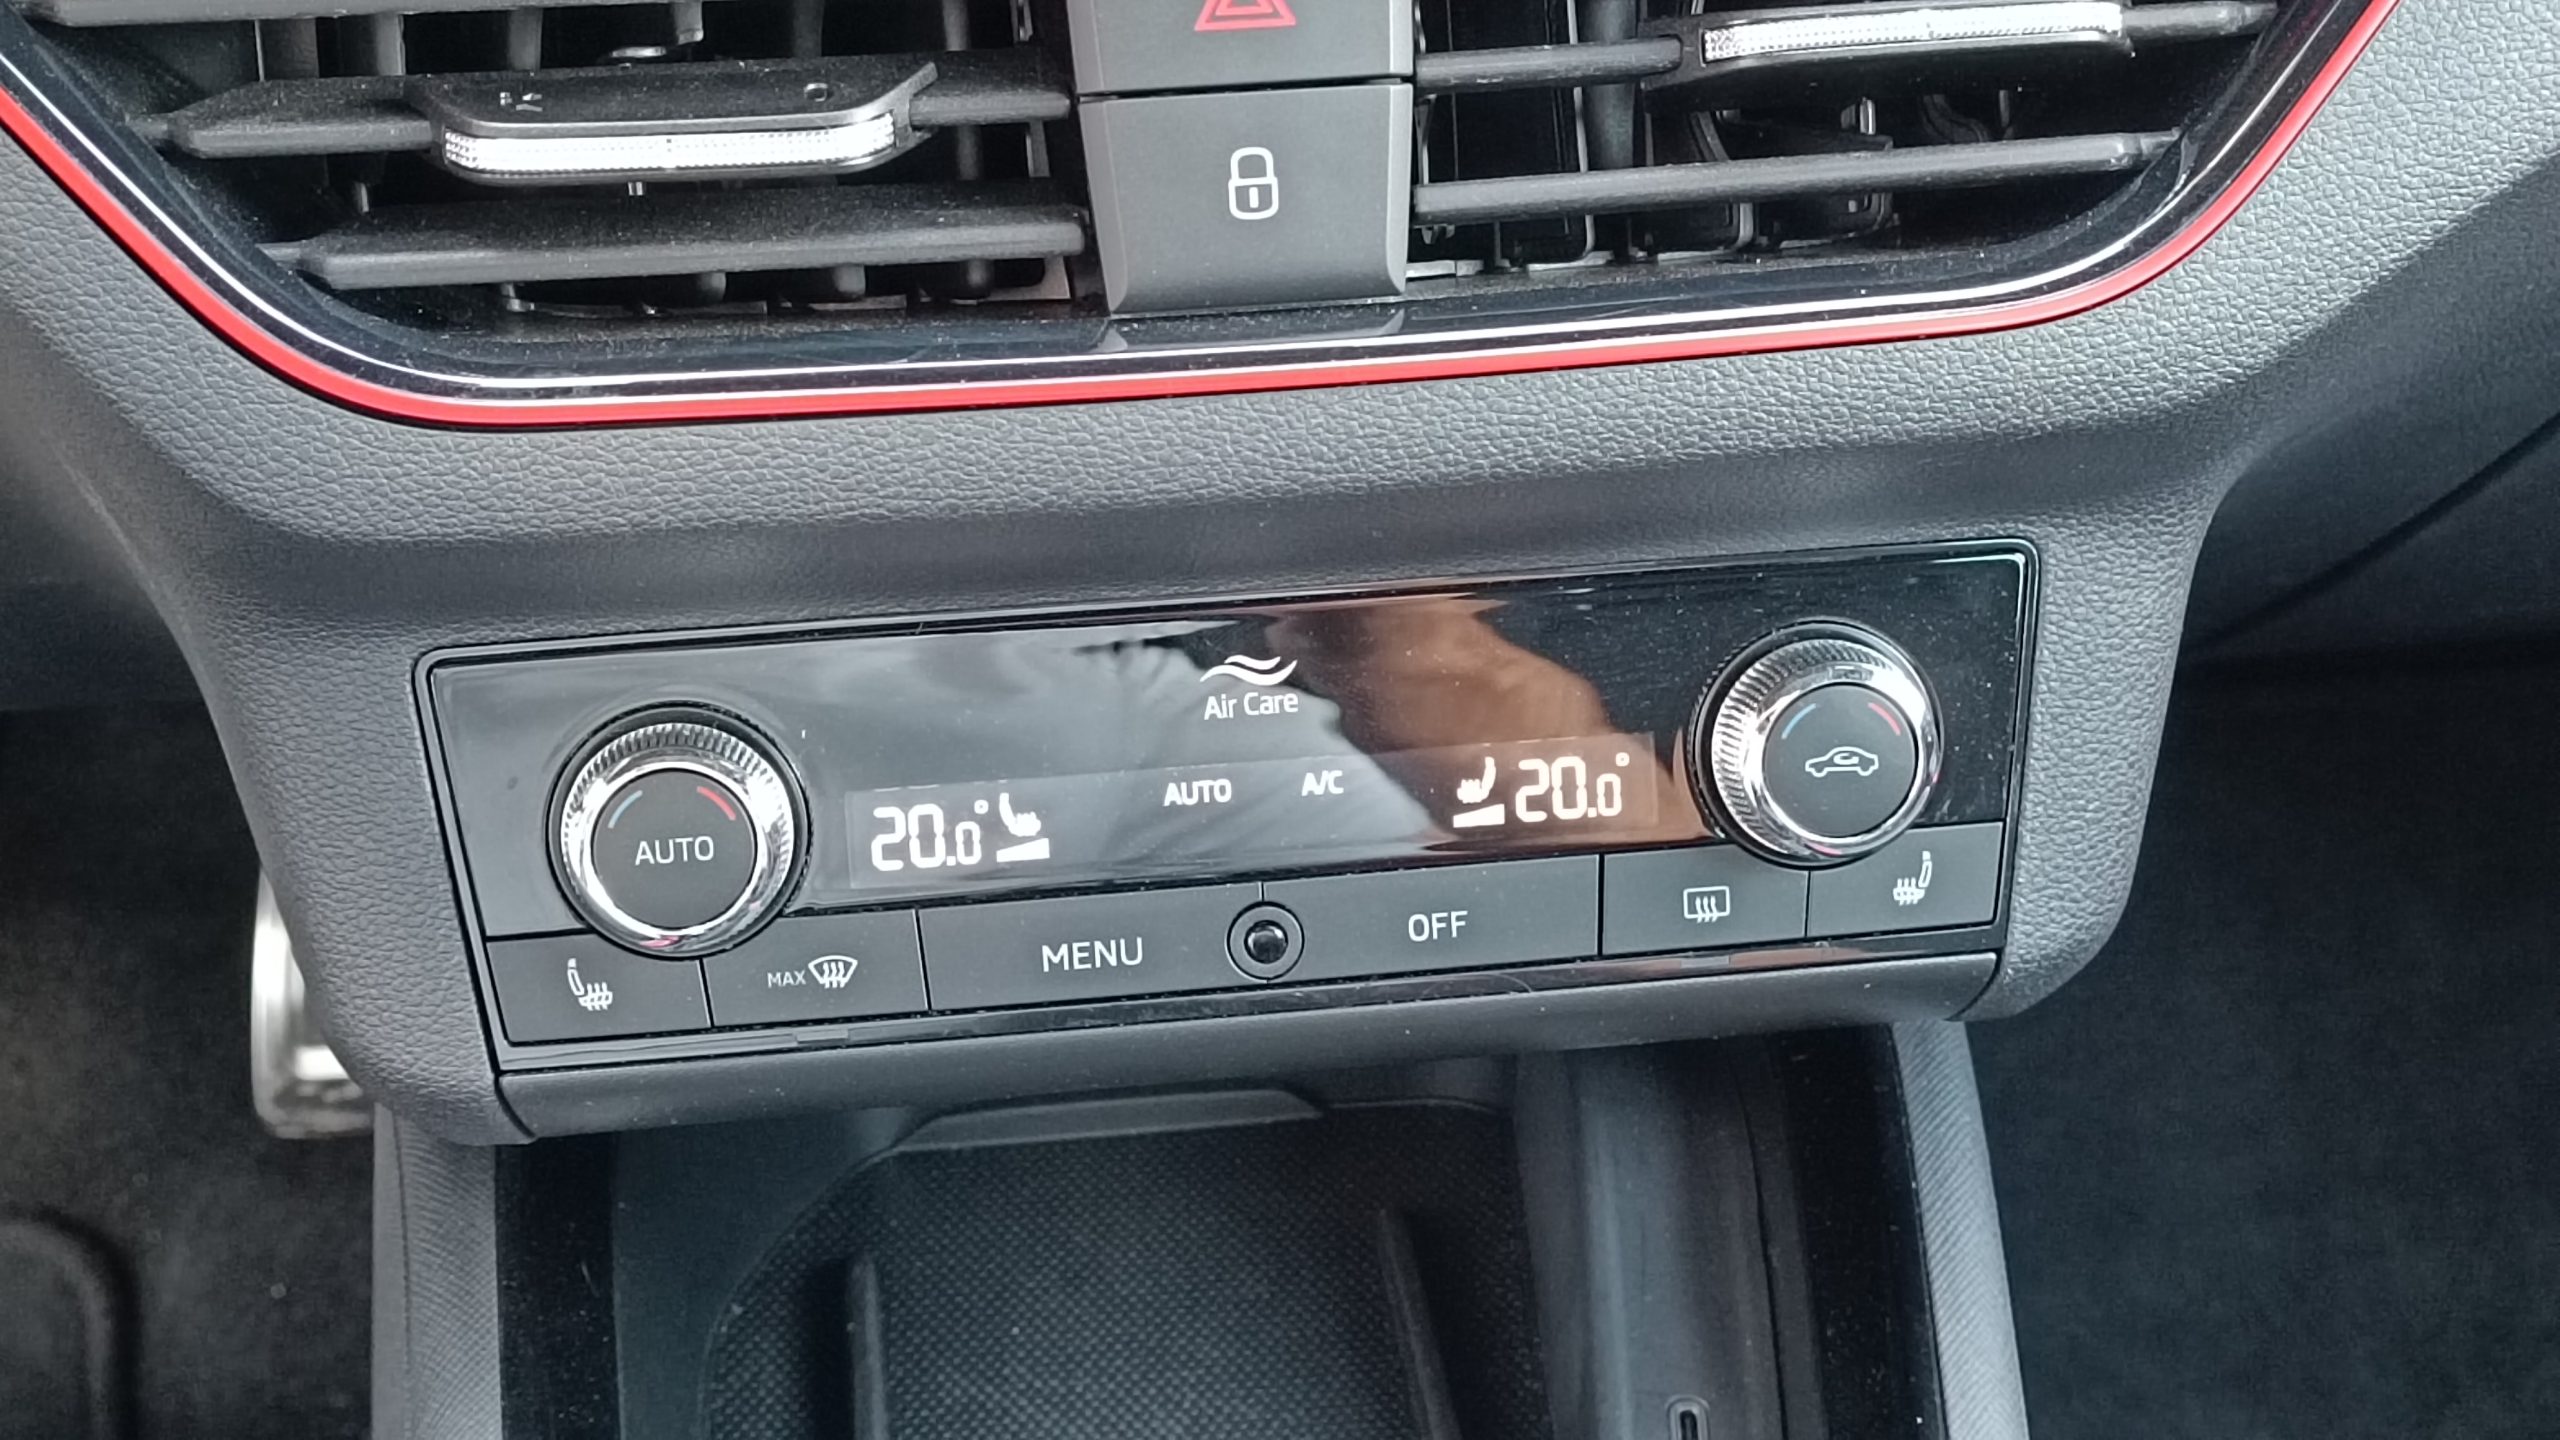 Air Care
AUTO
20.0°
AUTO
A/C
20.0°
MAX
MENU
OFF